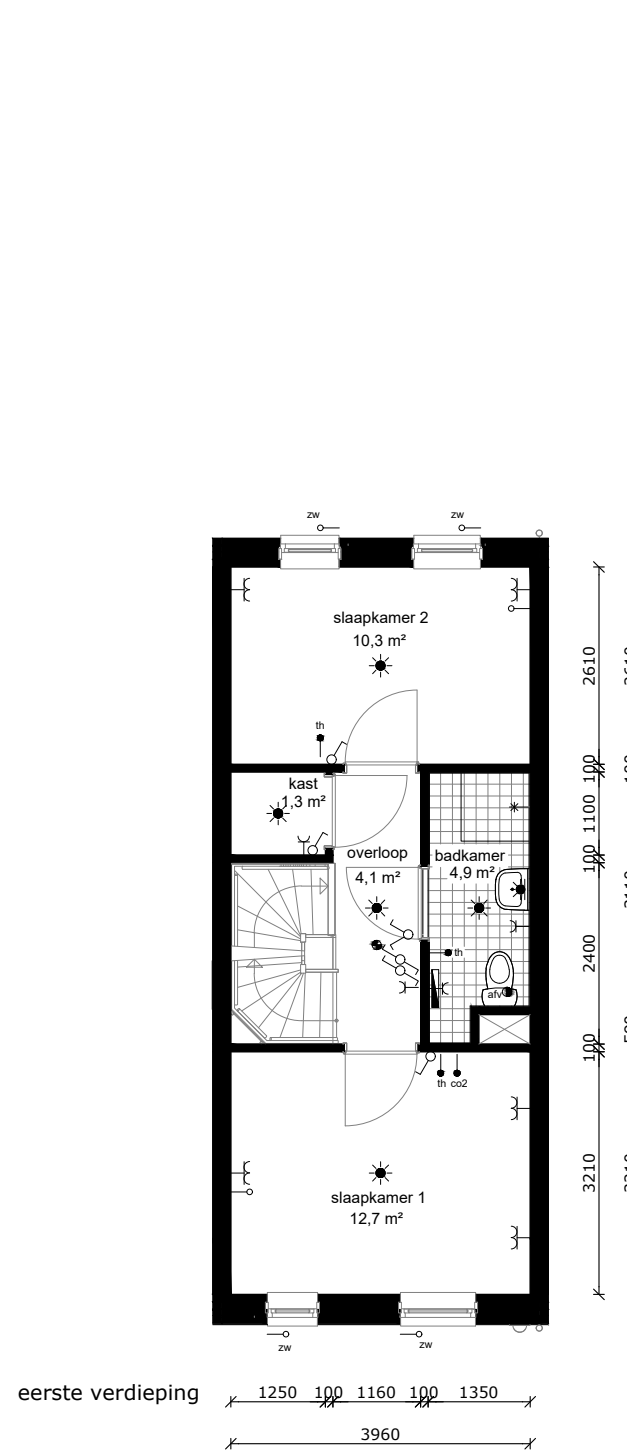 zw zw
slaapkamer 2
10,3 m²
2610
th
100
kast
1,3 m²
1100
overloop
4,1 m²
badkamer
4,9 m²
100
th
2400
afv
100
th co2
slaapkamer 1
12,7 m²
3210
zw zw
eerste verdieping
1250 100 1160 100 1350
3960